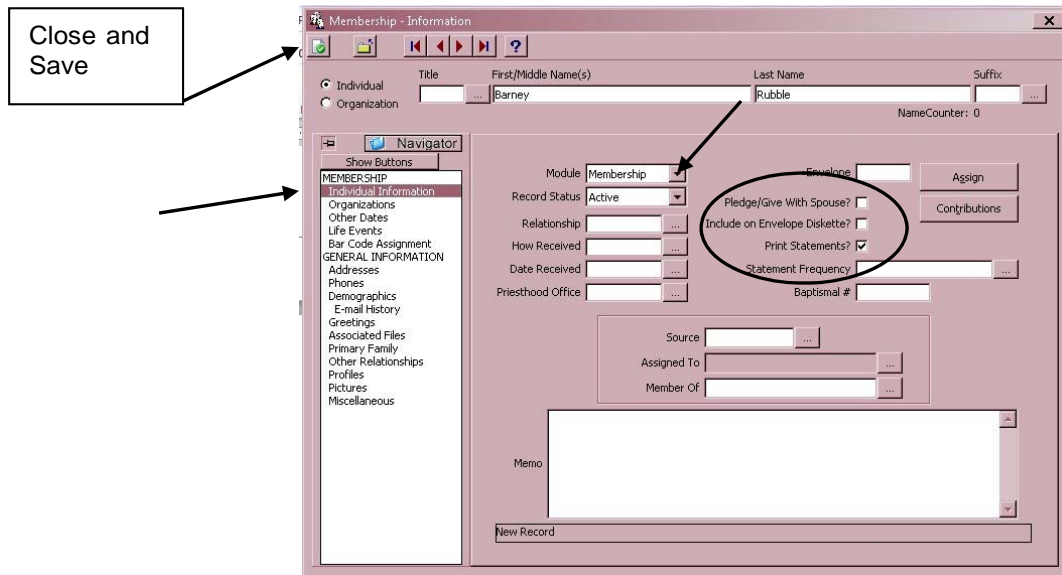 Close and
Save
Membership - Information
?
Individual
Organization
Title
First/Middle Name(s)
Last Name
Suffix
...
Barney
Rubble
...
NameCounter: 0
Navigator
Show Buttons
MEMBERSHIP
Individual Information
Organizations
Other Dates
Life Events
Bar Code Assignment
GENERAL INFORMATION
Addresses
Phones
Demographics
E-mail History
Greetings
Associated Files
Primary Family
Other Relationships
Profiles
Pictures
Miscellaneous
Module
Membership
Record Status
Active
Relationship
...
How Received
...
Date Received
...
Priesthood Office
...
Envelope
Assign
Pledge/Give With Spouse?
Contributions
Include on Envelope Diskette?
Print Statements?
Statement Frequency
...
Baptismal #
Source
...
Assigned To
...
Member Of
...
Memo
New Record